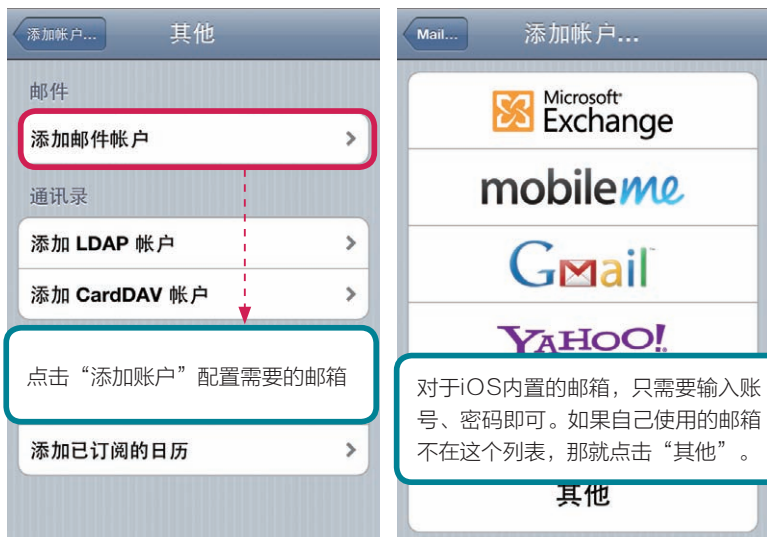 添加帐户...
其他
邮件
添加邮件帐户
通讯录
添加 LDAP 帐户
添加 CardDAV 帐户
点击“添加账户”配置需要的邮箱
添加已订阅的日历
Mail...
添加帐户...
Microsoft
Exchange
mobileme
Gmail
YAHOO!
对于iOS内置的邮箱，只需要输入账
号、密码即可。如果自己使用的邮箱
不在这个列表，那就点击“其他”。
其他